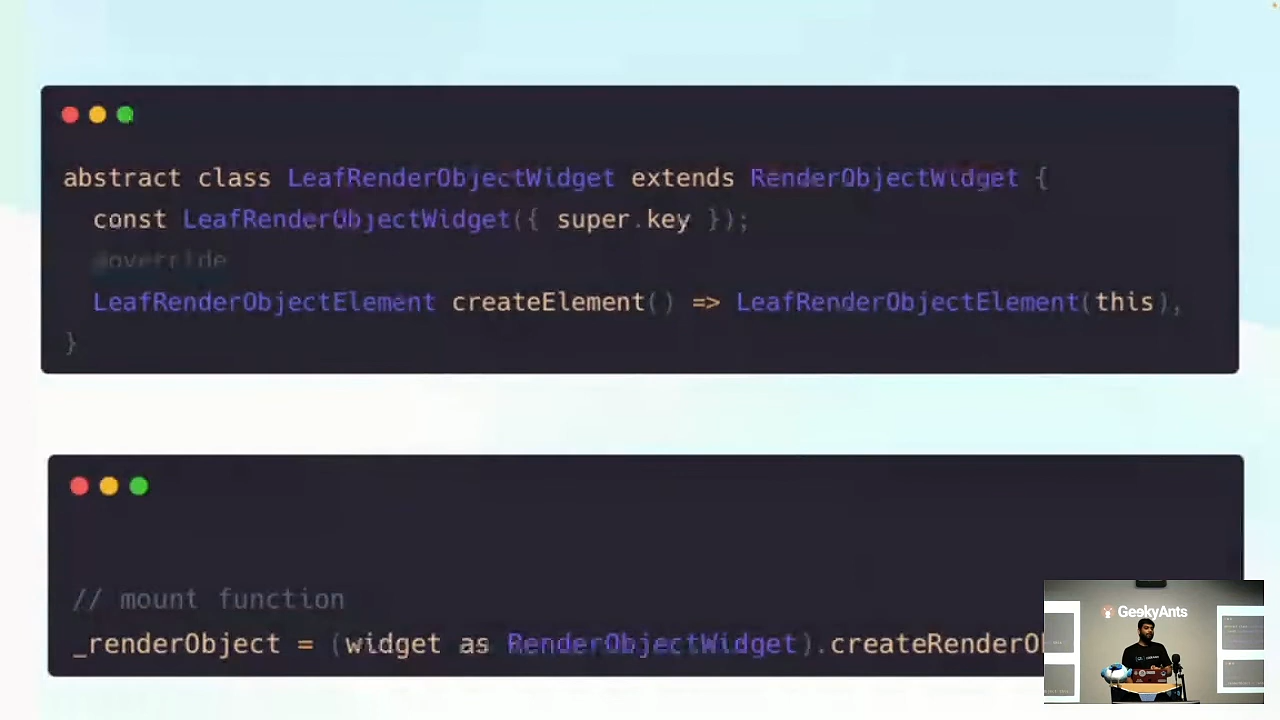 abstract class LeafRenderObjectWidget extends RenderObjectWidget {
const LeafRenderObjectWidget({ super.key });
@override
LeafRenderObjectElement createElement() => LeafRenderObjectElement(this),
}
// mount function
_renderObject = (widget as RenderObjectWidget).createRenderO
GeekyAnts